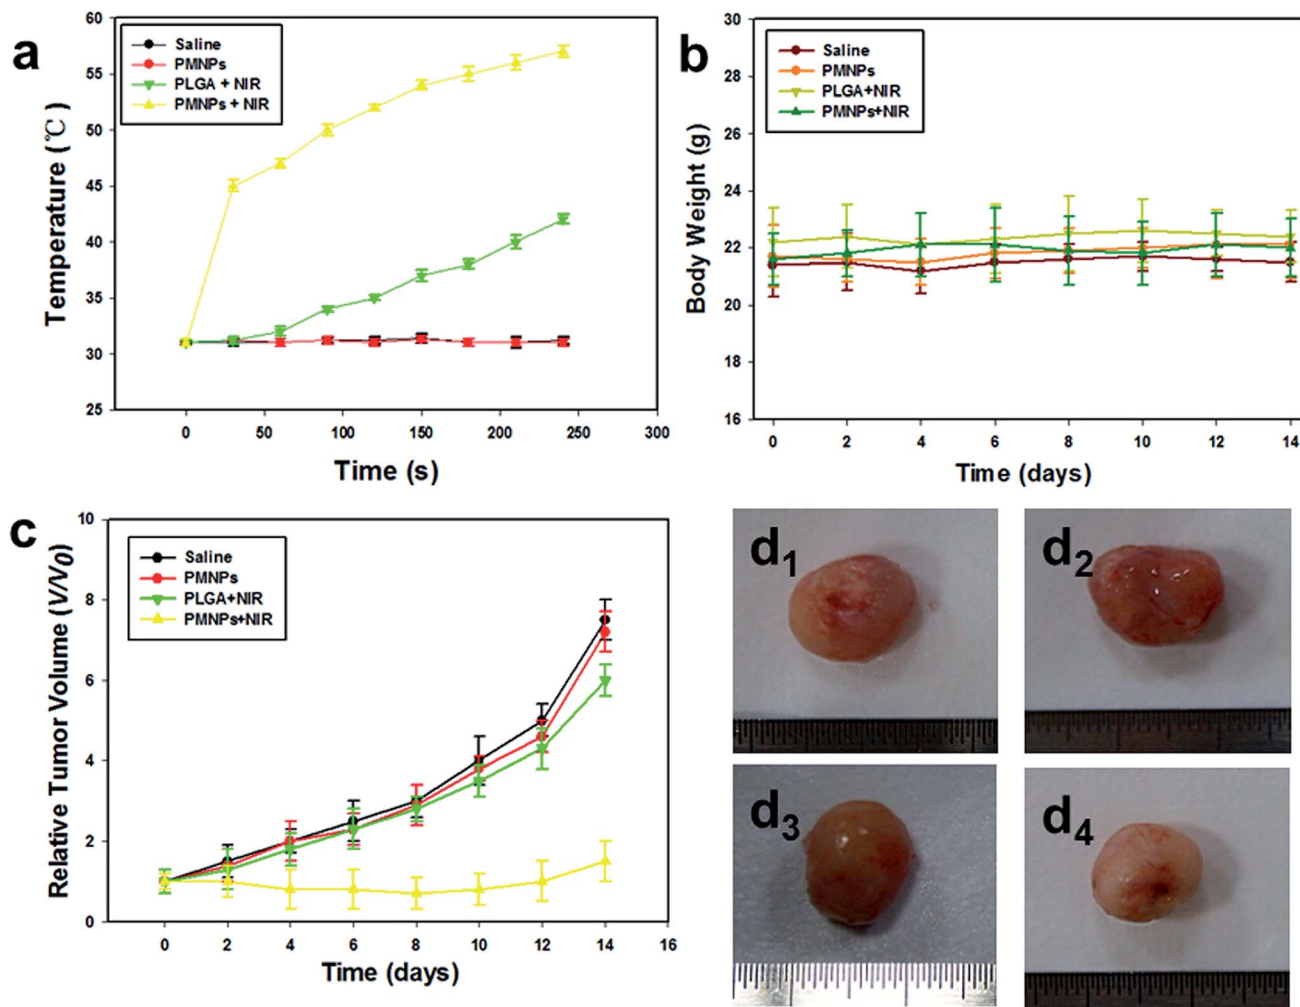 a
Saline
PMNPs
PLGA + NIR
PMNPs + NIR
Temperature (℃)
60
55
50
45
40
35
30
25
0 50 100 150 200 250 300
Time (s)
b
Saline
PMNPs
PLGA+NIR
PMNPs+NIR
Body Weight (g)
30
28
26
24
22
20
18
16
0 2 4 6 8 10 12 14
Time (days)
c
Saline
PMNPs
PLGA+NIR
PMNPs+NIR
Relative Tumor Volume (V/V0)
10
8
6
4
2
0
0 2 4 6 8 10 12 14 16
Time (days)
d1
d2
d3
d4